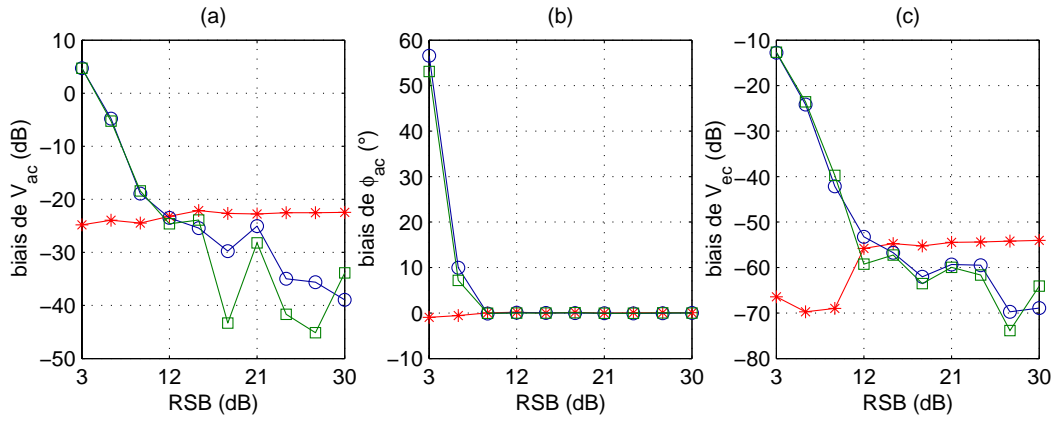 (a)
10
0
−10
−20
−30
−40
−50
3 12 21 30
RSB (dB)
biais de V_ac (dB)
(b)
60
50
40
30
20
10
0
−10
3 12 21 30
RSB (dB)
biais de ϕ_ac (°)
(c)
−10
−20
−30
−40
−50
−60
−70
−80
3 12 21 30
RSB (dB)
biais de V_ec (dB)